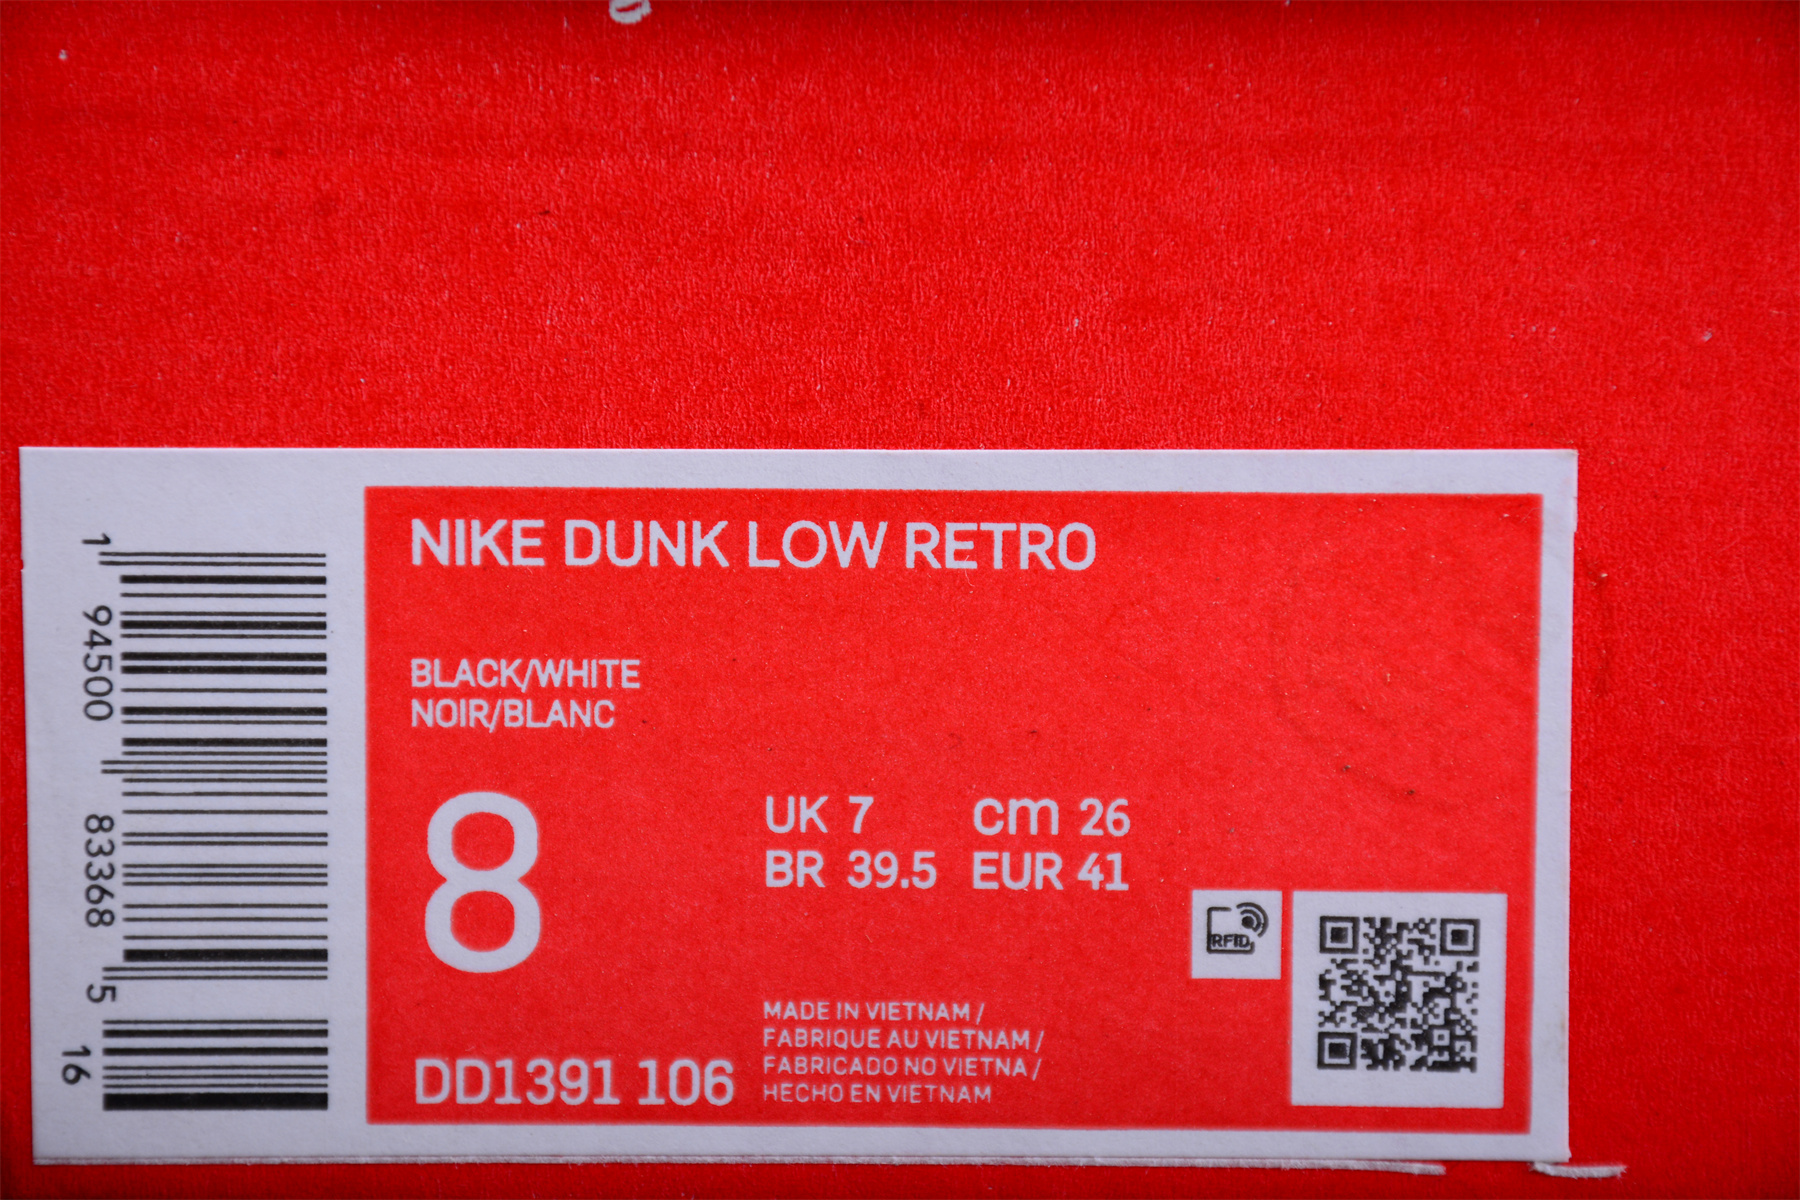 NIKE DUNK LOW RETRO
BLACK/WHITE
NOIR/BLANC
8
UK 7 cm 26
BR 39.5 EUR 41
RFID
MADE IN VIETNAM /
FABRIQUE AU VIETNAM /
FABRICADO NO VIETNA /
HECHO EN VIETNAM
DD1391 106
1 94500 83368 5 16